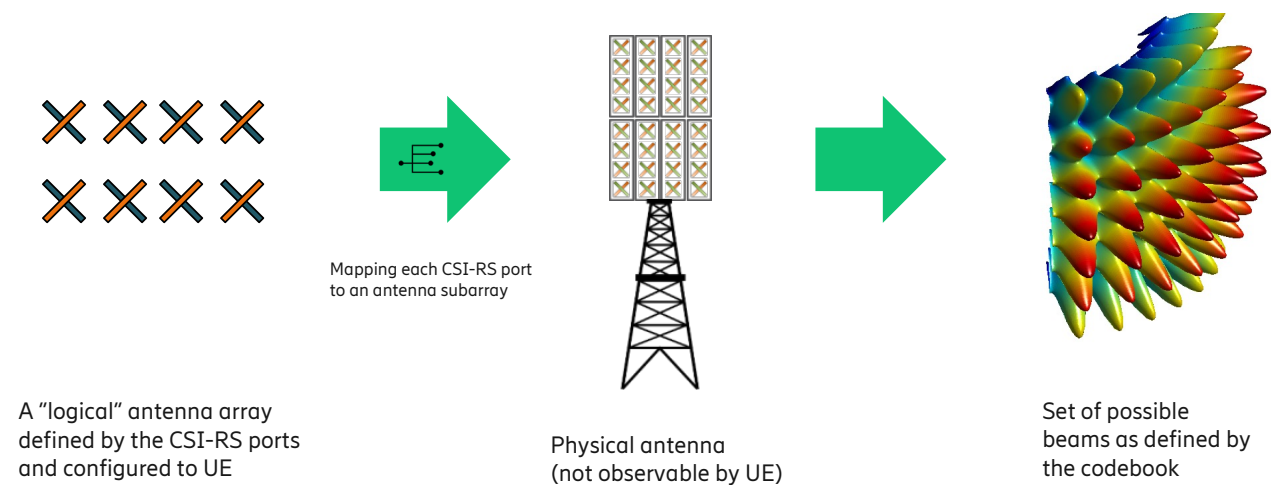 Mapping each CSI-RS port
to an antenna subarray
A "logical" antenna array
defined by the CSI-RS ports
and configured to UE
Physical antenna
(not observable by UE)
Set of possible
beams as defined by
the codebook